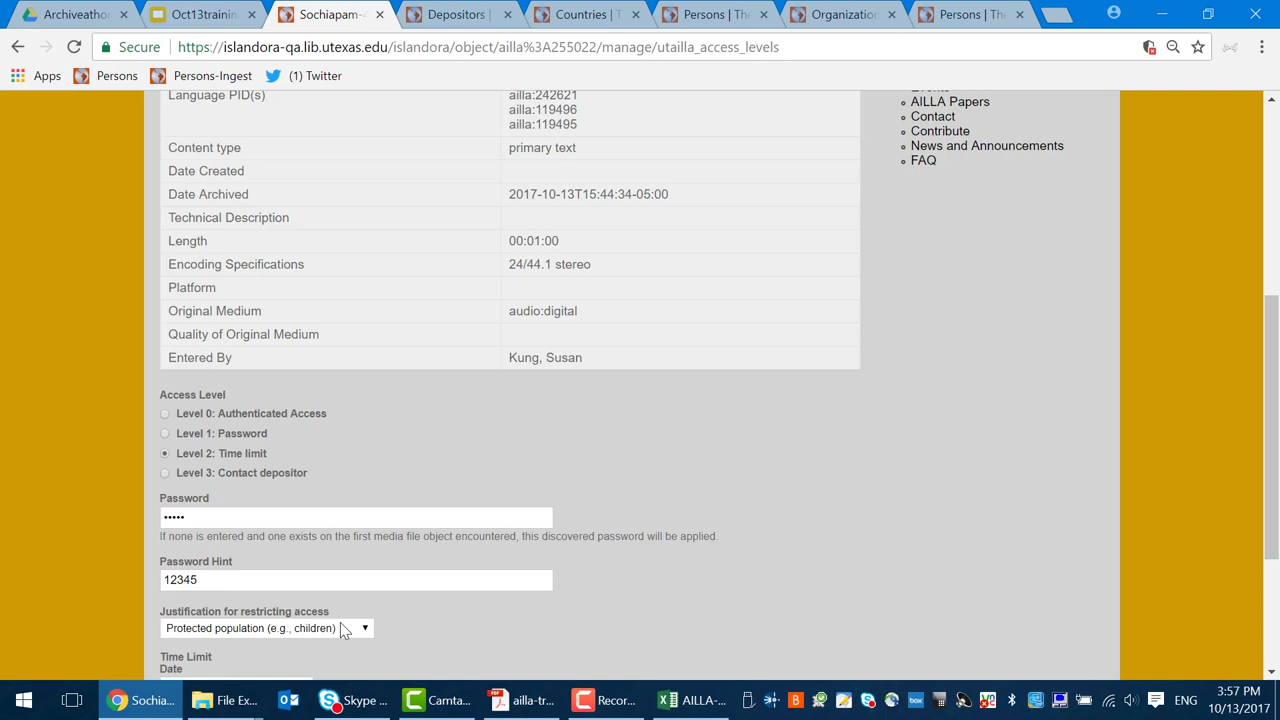 Archiveathon
Oct13training
Sochiapam-
Depositors |
Countries | T
Persons | The
Organization
Persons | The
Secure
https://islandora-qa.lib.utexas.edu/islandora/object/ailla%3A255022/manage/utailla_access_levels
Apps
Persons
Persons-Ingest
(1) Twitter
Language PID(s)
ailla:242621
ailla:119496
ailla:119495
Content type
primary text
Date Created
Date Archived
2017-10-13T15:44:34-05:00
Technical Description
Length
00:01:00
Encoding Specifications
24/44.1 stereo
Platform
Original Medium
audio:digital
Quality of Original Medium
Entered By
Kung, Susan
Events
AILLA Papers
Contact
Contribute
News and Announcements
FAQ
Access Level
Level 0: Authenticated Access
Level 1: Password
Level 2: Time limit
Level 3: Contact depositor
Password
•••••
If none is entered and one exists on the first media file object encountered, this discovered password will be applied.
Password Hint
12345
Justification for restricting access
Protected population (e.g., children)
Time Limit
Date
Sochia...
File Ex...
Skype ...
Camta...
ailla-tr...
Recor...
AILLA-...
ENG
3:57 PM
10/13/2017